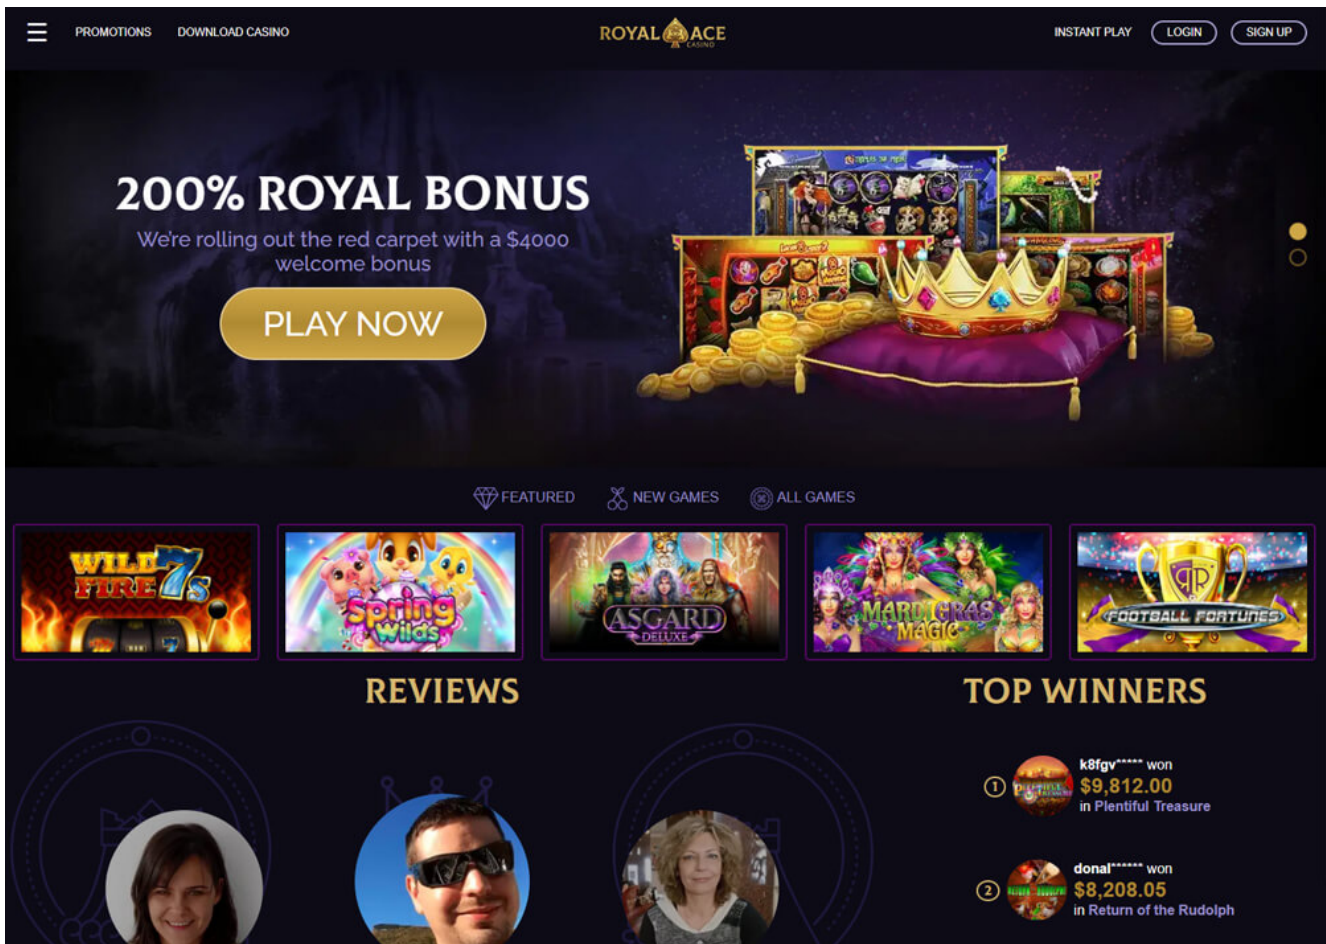 PROMOTIONS
DOWNLOAD CASINO
ROYAL ACE
CASINO
INSTANT PLAY
LOGIN
SIGN UP
200% ROYAL BONUS
We're rolling out the red carpet with a $4000
welcome bonus
PLAY NOW
FEATURED
NEW GAMES
ALL GAMES
WILD
FIRE 7s
Spring
Wilds
ASGARD
DELUXE
MARDI GRAS
MAGIC
FOOTBALL FORTUNES
REVIEWS
TOP WINNERS
1
k8fgv***** won
$9,812.00
in Plentiful Treasure
2
donal****** won
$8,208.05
in Return of the Rudolph